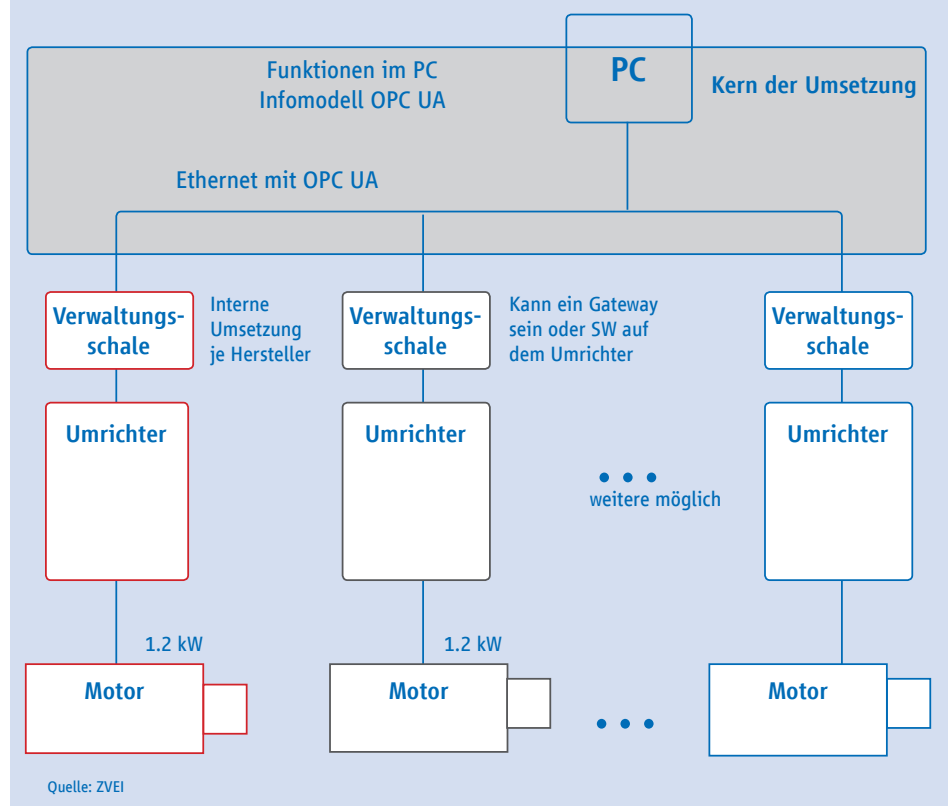 Funktionen im PC
Infomodell OPC UA
PC
Kern der Umsetzung
Ethernet mit OPC UA
Verwaltungs-
schale
Interne
Umsetzung
je Hersteller
Verwaltungs-
schale
Kann ein Gateway
sein oder SW auf
dem Umrichter
Verwaltungs-
schale
Umrichter
Umrichter
Umrichter
weitere möglich
1.2 kW
1.2 kW
Motor
Motor
Motor
Quelle: ZVEI